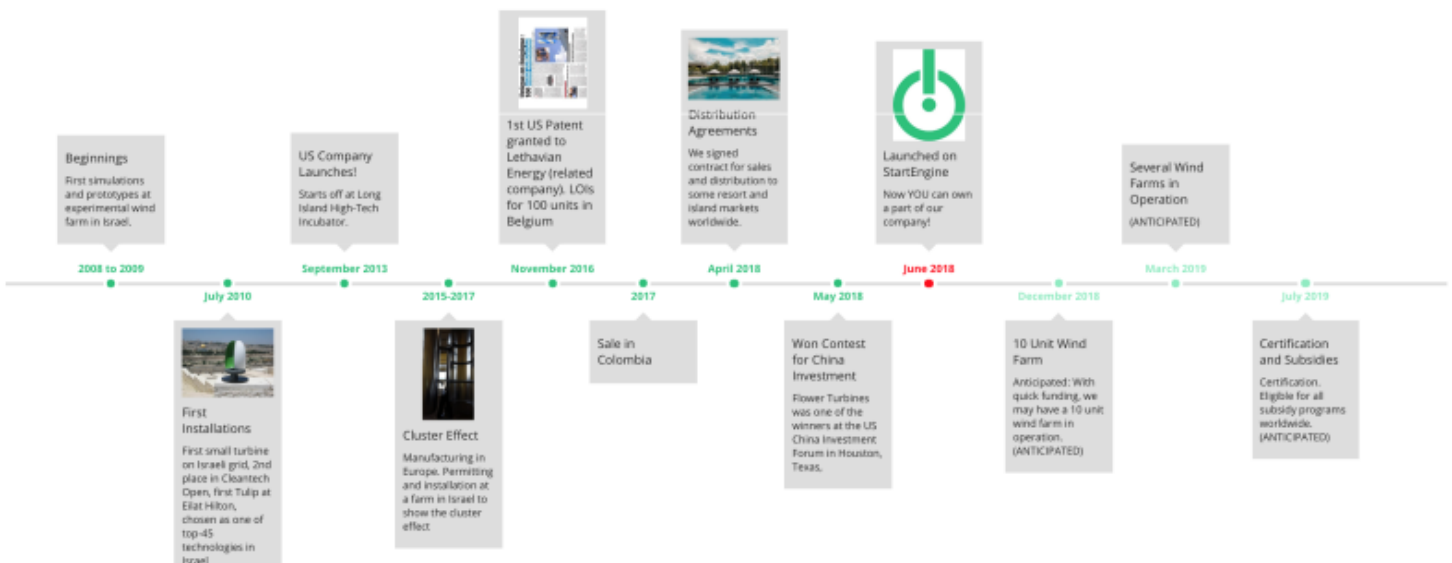 Beginnings
First simulations
and prototypes at
experimental wind
farm in Israel.
2008 to 2009
July 2010
First
Installations
First small turbine
on Israeli grid, 2nd
place in Cleantech
Open, first Tulip at
Eilat Hilton,
chosen as one of
top-45
technologies in
Israel
US Company
Launches!
Starts off at Long
Island High-Tech
Incubator.
September 2013
2015-2017
Cluster Effect
Manufacturing in
Europe. Permitting
and installation at
a farm in Israel to
show the cluster
effect
1st US Patent
granted to
Lethavian
Energy (related
company). LOIs
for 100 units in
Belgium
November 2016
2017
Sale in
Colombia
Distribution
Agreements
We signed
contract for sales
and distribution to
some resort and
island markets
worldwide.
April 2018
May 2018
Won Contest
for China
Investment
Flower Turbines
was one of the
winners at the US
China Investment
Forum in Houston,
Texas,
Launched on
StartEngine
Now YOU can own
a part of our
company!
June 2018
December 2018
10 Unit Wind
Farm
Anticipated: With
quick funding, we
may have a 10 unit
wind farm in
operation.
(ANTICIPATED)
Several Wind
Farms in
Operation
(ANTICIPATED)
March 2019
July 2019
Certification
and Subsidies
Certification.
Eligible for all
subsidy programs
worldwide.
(ANTICIPATED)